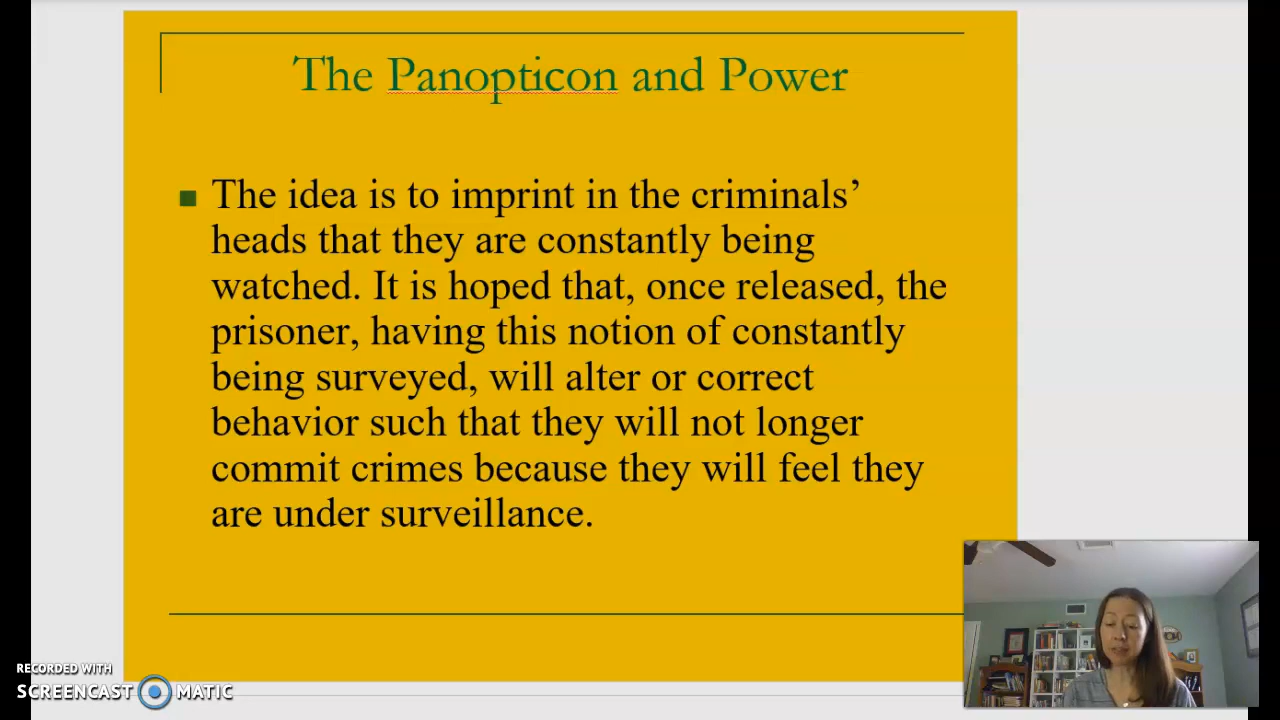 The Panopticon and Power
The idea is to imprint in the criminals’
heads that they are constantly being
watched. It is hoped that, once released, the
prisoner, having this notion of constantly
being surveyed, will alter or correct
behavior such that they will not longer
commit crimes because they will feel they
are under surveillance.
RECORDED WITH
SCREENCAST MATIC